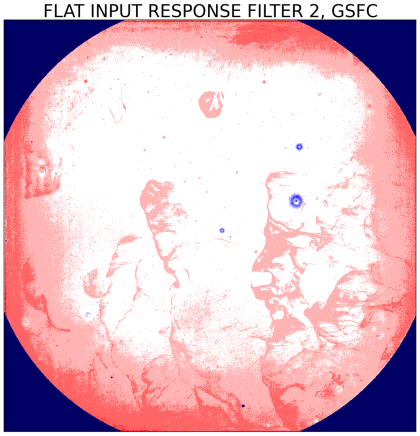 FLAT INPUT RESPONSE FILTER 2, GSFC